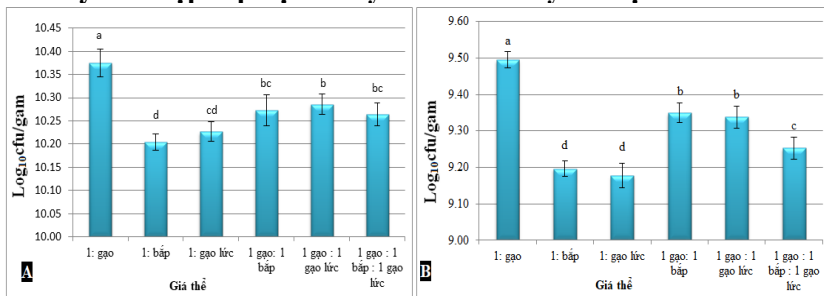 10.45
10.40
10.35
10.30
10.25
10.20
10.15
10.10
10.05
10.00
Log10cfu/gam
a
d
cd
bc
b
bc
1: gạo
1: bắp
1: gạo lức
1 gạo: 1
bắp
1 gạo : 1
gạo lức
1 gạo : 1
bắp : 1 gạo
lức
Giá thể
A
9.60
9.50
9.40
9.30
9.20
9.10
9.00
Log10cfu/gam
a
d
d
b
b
c
1: gạo
1: bắp
1: gạo lức
1 gạo: 1
bắp
1 gạo : 1
gạo lức
1 gạo : 1
bắp : 1 gạo
lức
Giá thể
B